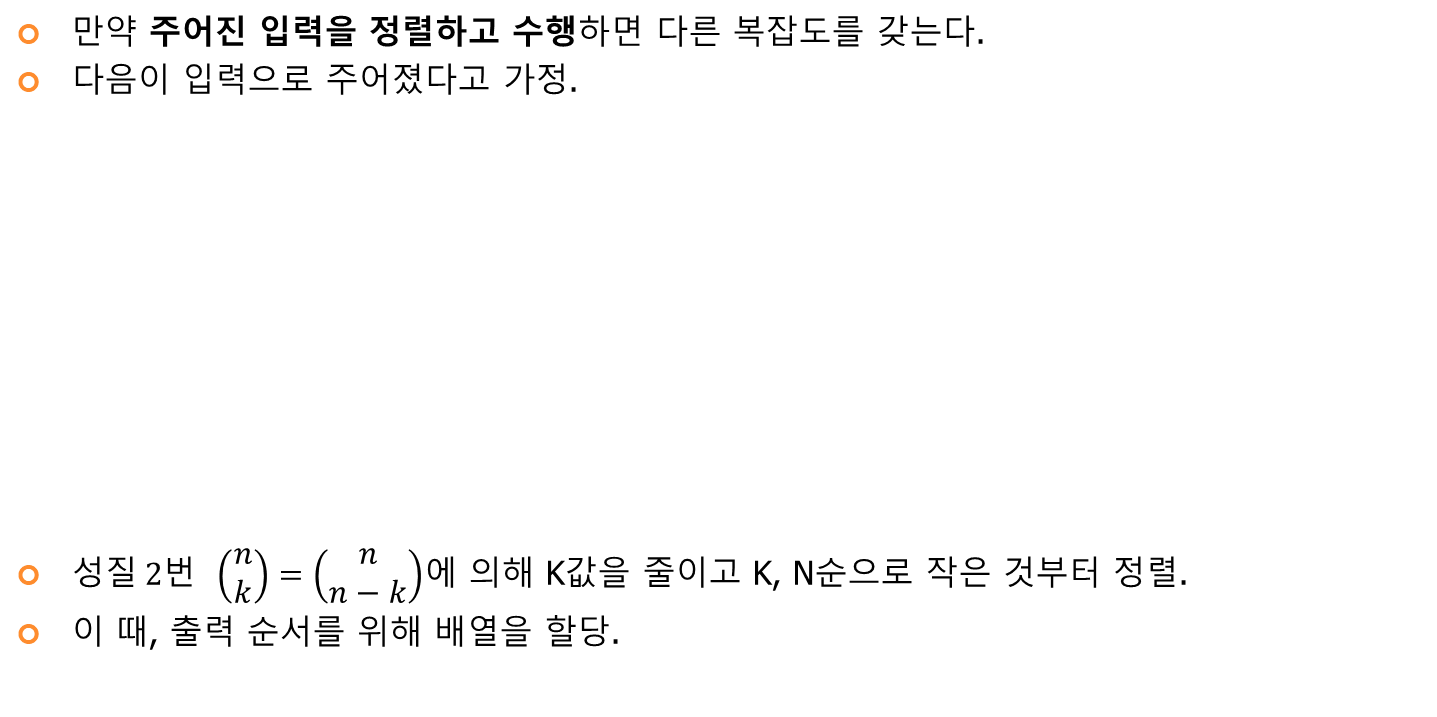 만약 주어진 입력을 정렬하고 수행하면 다른 복잡도를 갖는다.
다음이 입력으로 주어졌다고 가정.
성질 2번 $\binom{n}{k} = \binom{n}{n-k}$에 의해 K값을 줄이고 K, N순으로 작은 것부터 정렬.
이 때, 출력 순서를 위해 배열을 할당.